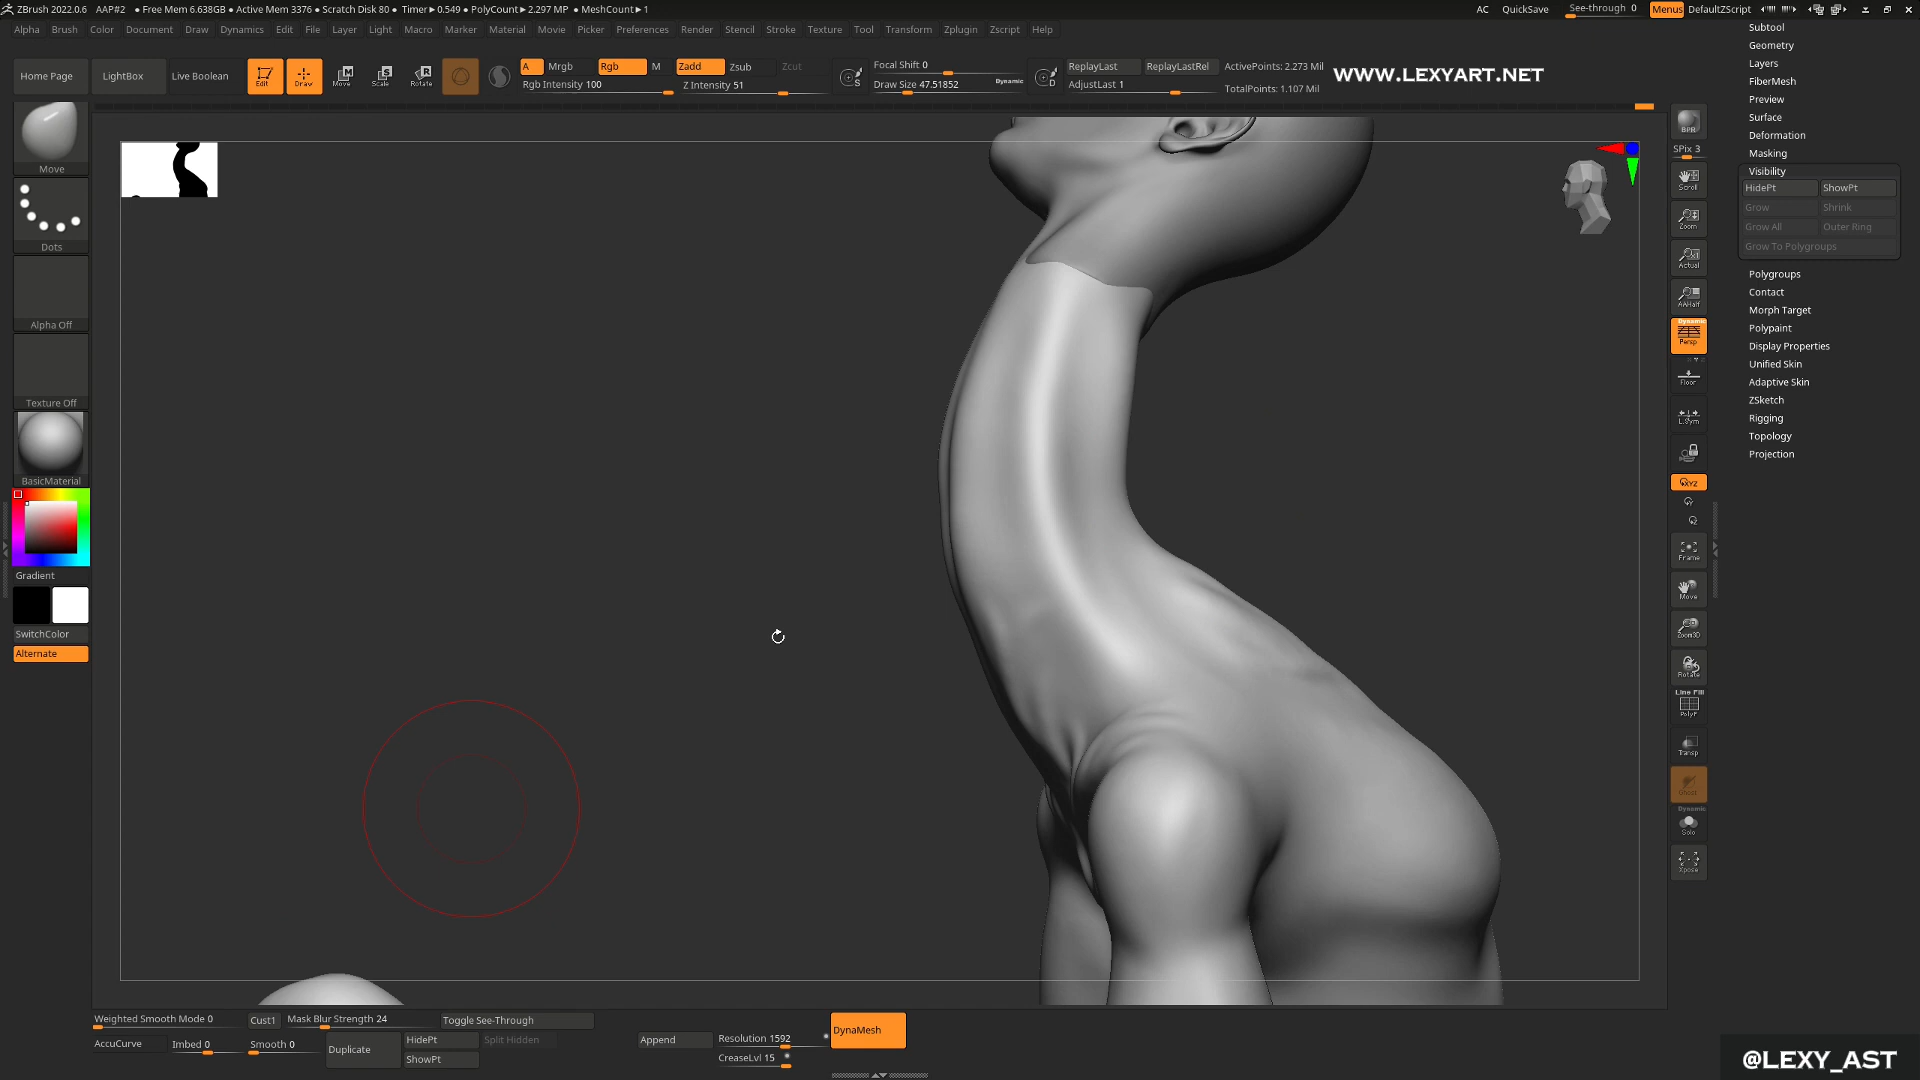 ZBrush 2022.0.6 AAP#2 • Free Mem 6.638GB • Active Mem 3376 • Scratch Disk 80 • Timer▶0.549 • PolyCount▶2.297 MP • MeshCount▶1
AC QuickSave See-through 0 Menus DefaultZScript
Alpha Brush Color Document Draw Dynamics Edit File Layer Light Macro Marker Material Movie Picker Preferences Render Stencil Stroke Texture Tool Transform Zplugin Zscript Help
Home Page LightBox Live Boolean Edit Draw Move Scale Rotate
A Mrgb Rgb M Zadd Zsub Zcut
Rgb Intensity 100 Z Intensity 51
Focal Shift 0
Draw Size 47.51852 Dynamic
S D
ReplayLast ReplayLastRel ActivePoints: 2.273 Mil
AdjustLast 1 TotalPoints: 1.107 Mil
WWW.LEXYART.NET
Move
Dots
Alpha Off
Texture Off
BasicMaterial
Gradient
SwitchColor
Alternate
BPR
SPix 3
Scroll
Zoom
Actual
AAHalf
Dynamic
Persp
Floor
L.Sym
XYZ
Frame
Move
Zoom3D
Rotate
Line Fill
PolyF
Transp
Ghost
Dynamic
Solo
Xpose
Subtool
Geometry
Layers
FiberMesh
Preview
Surface
Deformation
Masking
Visibility
HidePt ShowPt
Grow Shrink
Grow All Outer Ring
Grow To Polygroups
Polygroups
Contact
Morph Target
Polypaint
Display Properties
Unified Skin
Adaptive Skin
ZSketch
Rigging
Topology
Projection
Weighted Smooth Mode 0 Cust1 Mask Blur Strength 24 Toggle See-Through
AccuCurve Imbed 0 Smooth 0 Duplicate HidePt Split Hidden
ShowPt
Append Resolution 1592 DynaMesh
CreaseLvl 15
@LEXY_AST